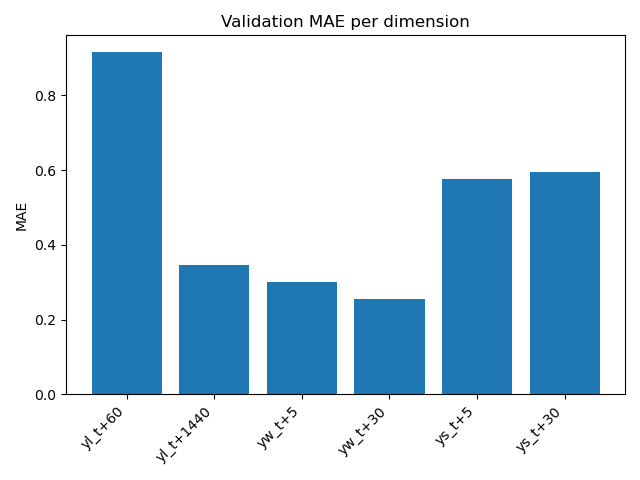 Validation MAE per dimension
MAE
0.8
0.6
0.4
0.2
0.0
yl_t+60
yl_t+1440
yw_t+5
yw_t+30
ys_t+5
ys_t+30